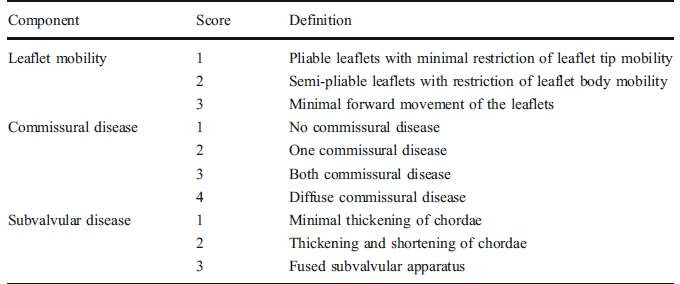 Component Score Definition
Leaflet mobility 1 Pliable leaflets with minimal restriction of leaflet tip mobility
2 Semi-pliable leaflets with restriction of leaflet body mobility
3 Minimal forward movement of the leaflets
Commissural disease 1 No commissural disease
2 One commissural disease
3 Both commissural disease
4 Diffuse commissural disease
Subvalvular disease 1 Minimal thickening of chordae
2 Thickening and shortening of chordae
3 Fused subvalvular apparatus